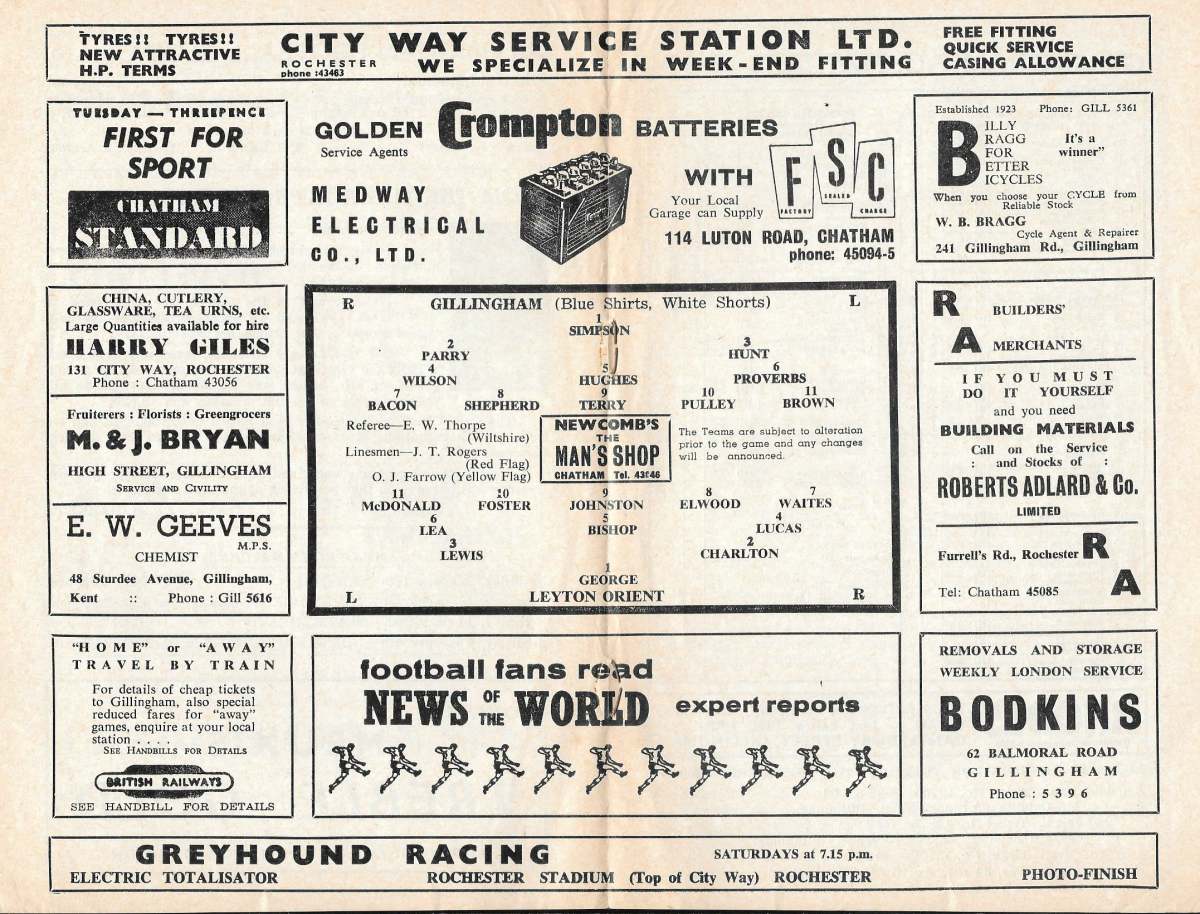 TYRES!! TYRES!!
NEW ATTRACTIVE
H.P. TERMS
CITY WAY SERVICE STATION LTD.
ROCHESTER
phone :43463
WE SPECIALIZE IN WEEK-END FITTING
FREE FITTING
QUICK SERVICE
CASING ALLOWANCE
TUESDAY — THREEPENCE
FIRST FOR
SPORT
CHATHAM
STANDARD
GOLDEN Crompton BATTERIES
Service Agents
MEDWAY
ELECTRICAL
CO., LTD.
WITH
Your Local
Garage can Supply
F S C
FACTORY SEALED CHARGE
114 LUTON ROAD, CHATHAM
phone: 45094-5
Established 1923 Phone: GILL 5361
BILLY
BRAGG
FOR
BETTER
BICYCLES
It's a
winner"
When you choose your CYCLE from
Reliable Stock
W. B. BRAGG
Cycle Agent & Repairer
241 Gillingham Rd., Gillingham
CHINA, CUTLERY,
GLASSWARE, TEA URNS, etc.
Large Quantities available for hire
HARRY GILES
131 CITY WAY, ROCHESTER
Phone : Chatham 43056
Fruiterers : Florists : Greengrocers
M. & J. BRYAN
HIGH STREET, GILLINGHAM
SERVICE AND CIVILITY
E. W. GEEVES
M.P.S.
CHEMIST
48 Sturdee Avenue, Gillingham,
Kent :: Phone : Gill 5616
R GILLINGHAM (Blue Shirts, White Shorts) L
1
SIMPSON
2 3
PARRY HUNT
4 5 6
WILSON HUGHES PROVERBS
7 8 9 10 11
BACON SHEPHERD TERRY PULLEY BROWN
Referee—E. W. Thorpe
(Wiltshire)
Linesmen—J. T. Rogers
(Red Flag)
O. J. Farrow (Yellow Flag)
NEWCOMB'S
THE
MAN'S SHOP
CHATHAM Tel.
The Teams are subject to alteration
prior to the game and any changes
will be announced.
11 10 9 8 7
McDONALD FOSTER JOHNSTON ELWOOD WAITES
6 5 4
LEA BISHOP LUCAS
3 2
LEWIS CHARLTON
1
GEORGE
L LEYTON ORIENT R
R BUILDERS'
A MERCHANTS
IF YOU MUST
DO IT YOURSELF
and you need
BUILDING MATERIALS
Call on the Service
: and Stocks of :
ROBERTS ADLARD & Co.
LIMITED
Furrell's Rd., Rochester R
Tel: Chatham 45085 A
"HOME" or "AWAY"
TRAVEL BY TRAIN
For details of cheap tickets
to Gillingham, also special
reduced fares for "away"
games, enquire at your local
station . . . .
SEE HANDBILLS FOR DETAILS
BRITISH RAILWAYS
SEE HANDBILL FOR DETAILS
football fans read
NEWS OF THE WORLD expert reports
REMOVALS AND STORAGE
WEEKLY LONDON SERVICE
BODKINS
62 BALMORAL ROAD
GILLINGHAM
Phone : 5396
GREYHOUND RACING SATURDAYS at 7.15 p.m.
ELECTRIC TOTALISATOR ROCHESTER STADIUM (Top of City Way) ROCHESTER PHOTO-FINISH